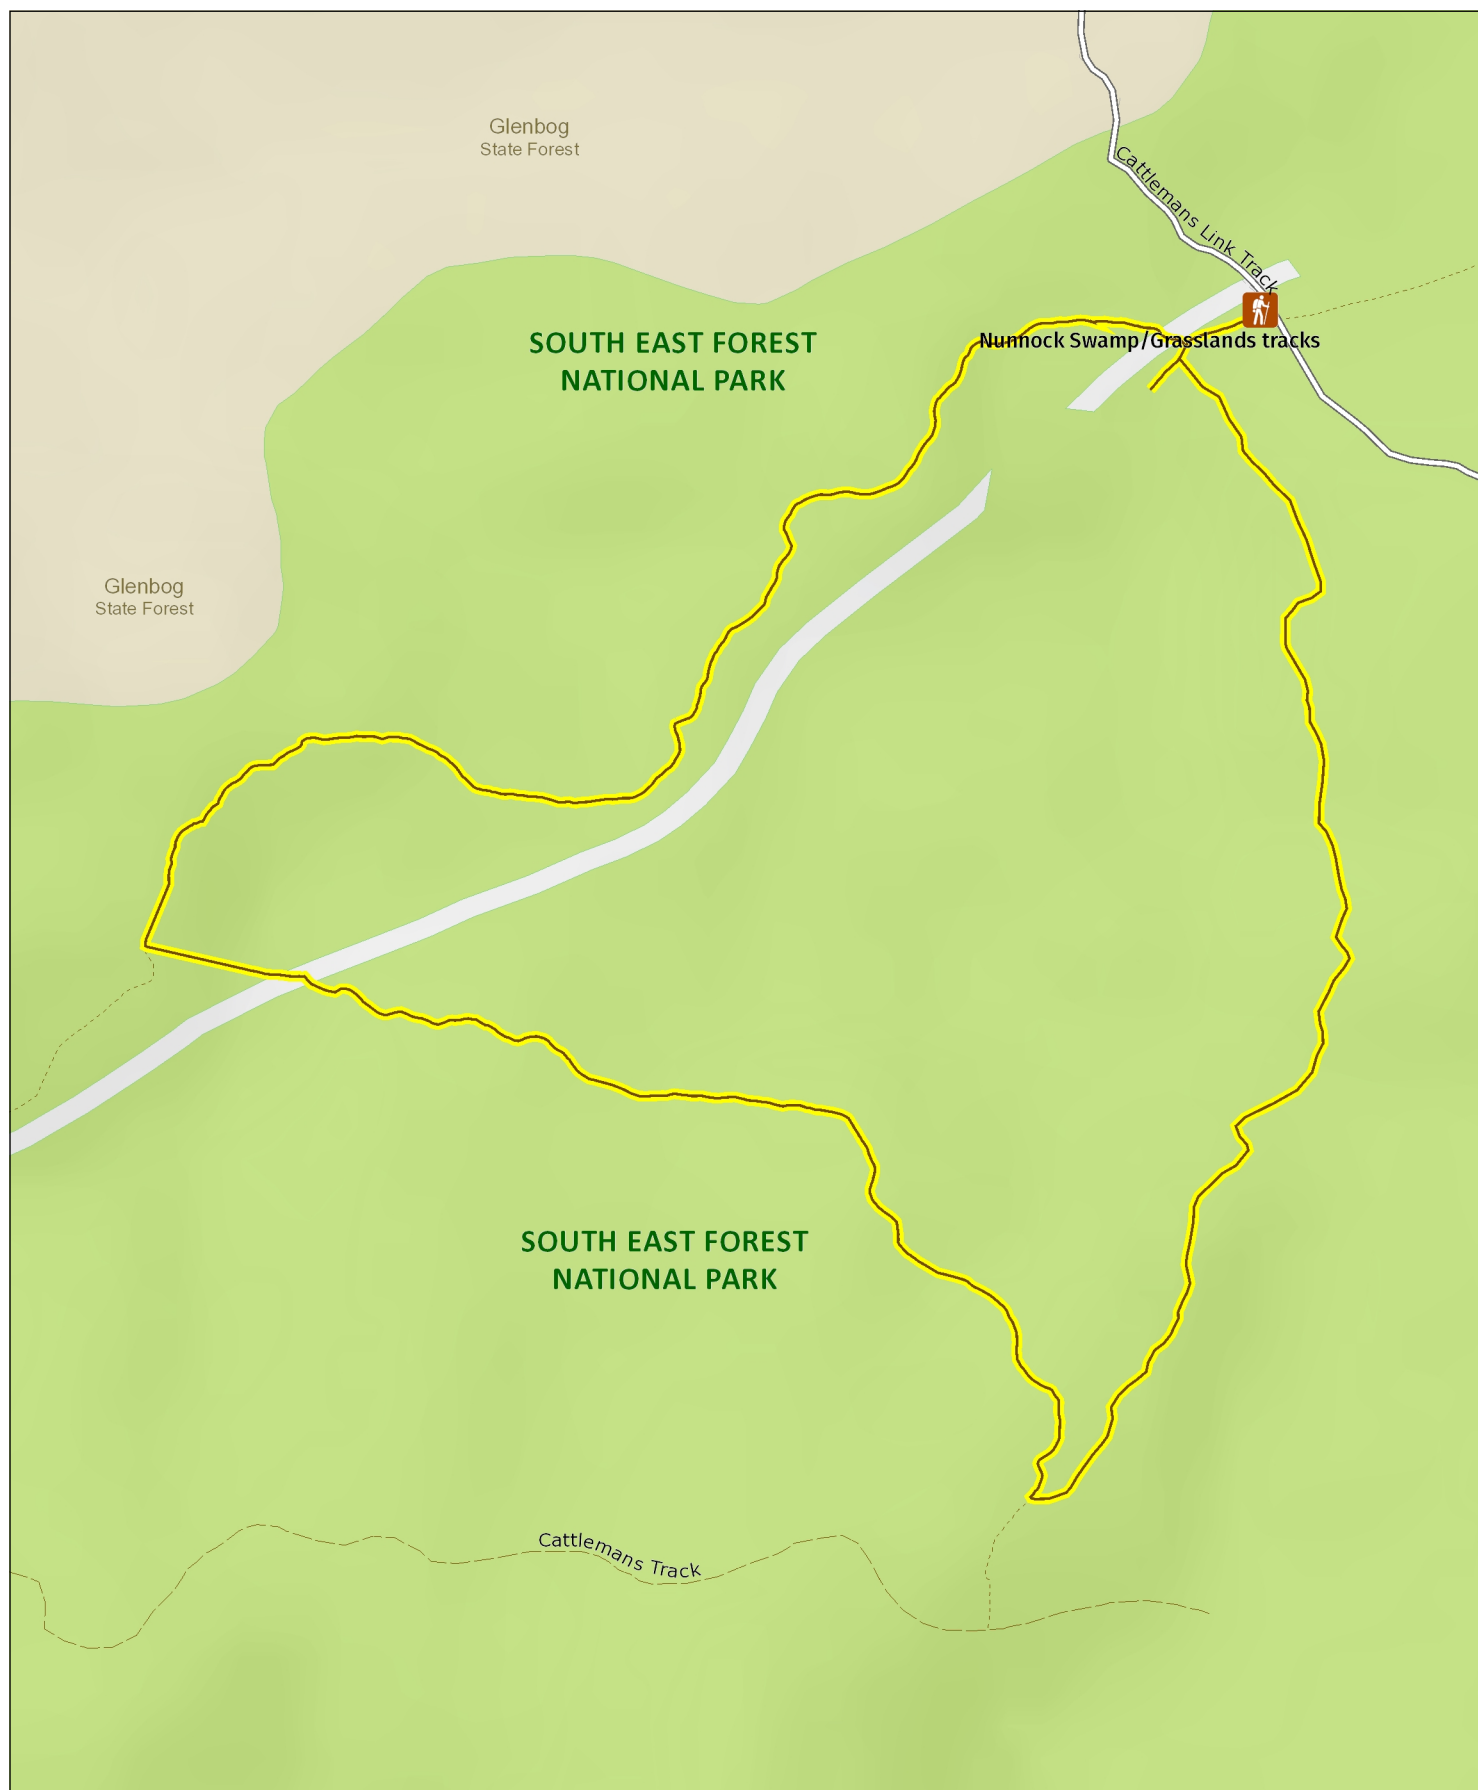 Glenbog
State Forest
Cattlemans Link Track
SOUTH EAST FOREST
NATIONAL PARK
Nunnock Swamp/Grasslands tracks
Glenbog
State Forest
SOUTH EAST FOREST
NATIONAL PARK
Cattlemans Track